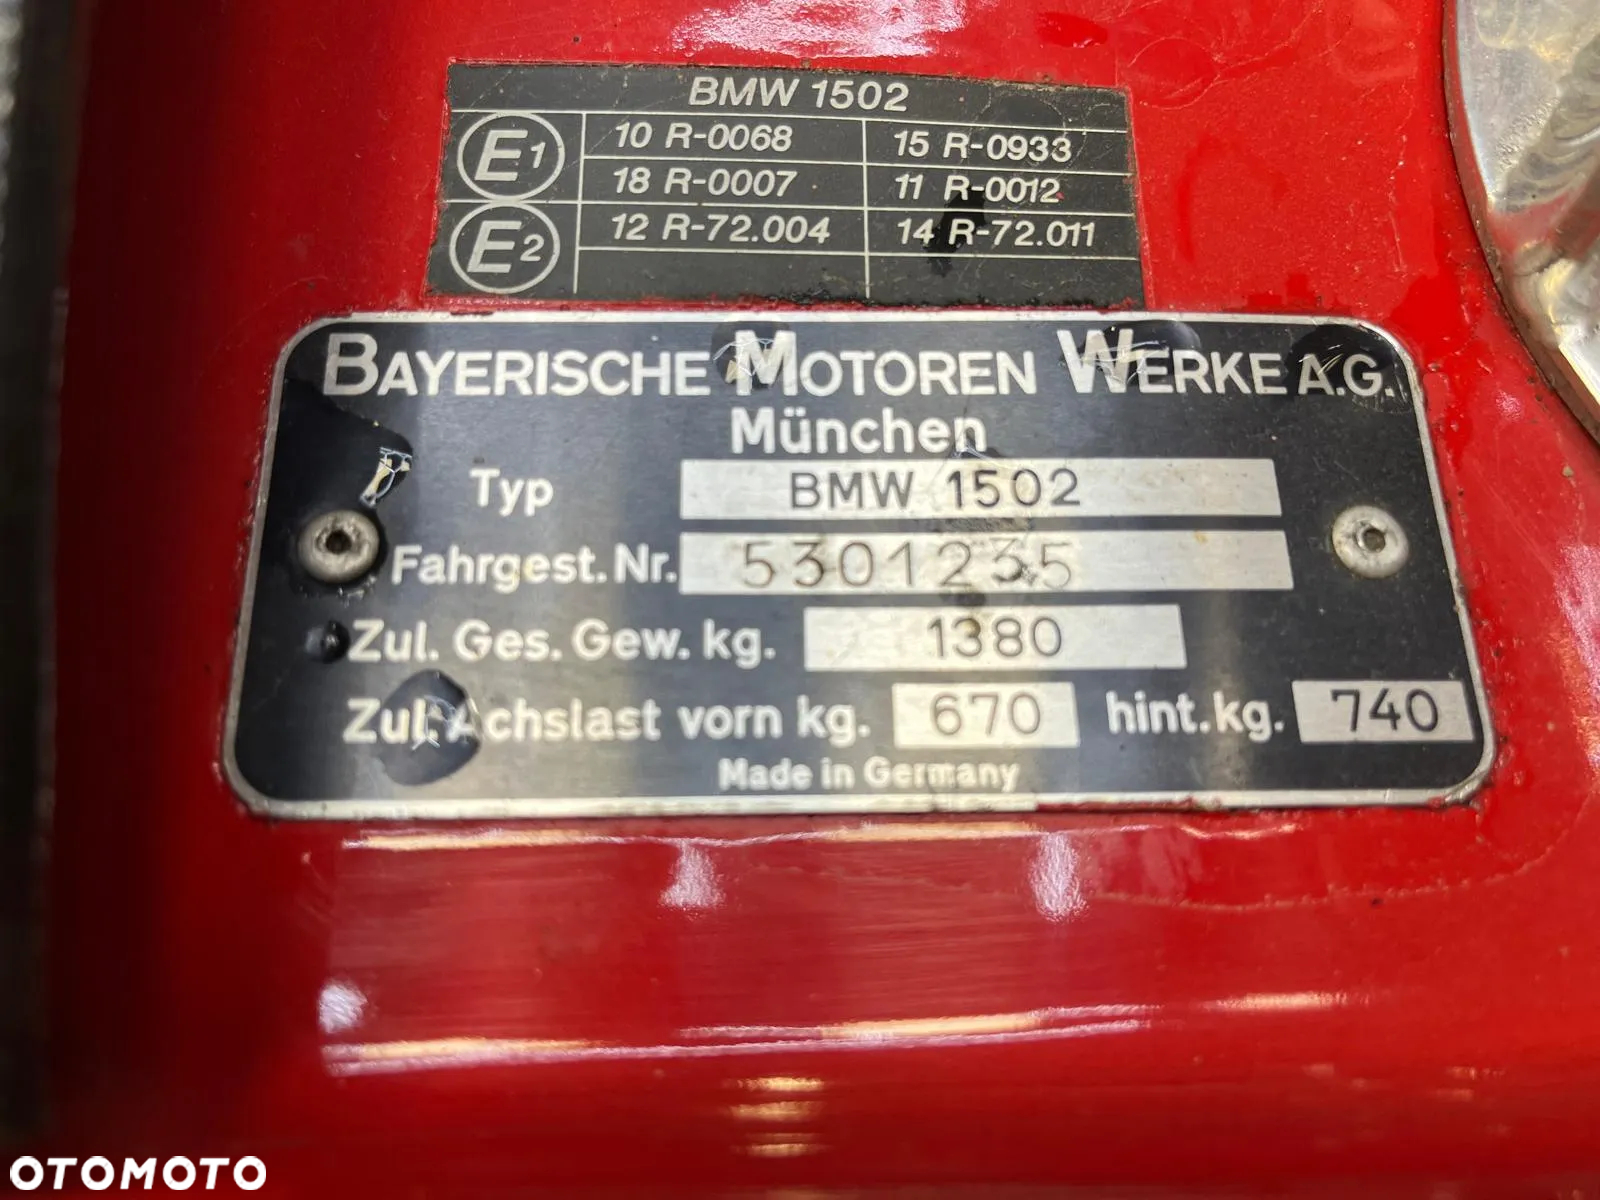 BMW 1502
E1 10 R-0068 15 R-0933
18 R-0007 11 R-0012
E2 12 R-72.004 14 R-72.011
BAYERISCHE MOTOREN WERKE A.G.
München
Typ BMW 1502
Fahrgest.Nr. 5301235
Zul. Ges. Gew. kg. 1380
Zul. Achslast vorn kg. 670 hint.kg. 740
Made in Germany
OTOMOTO